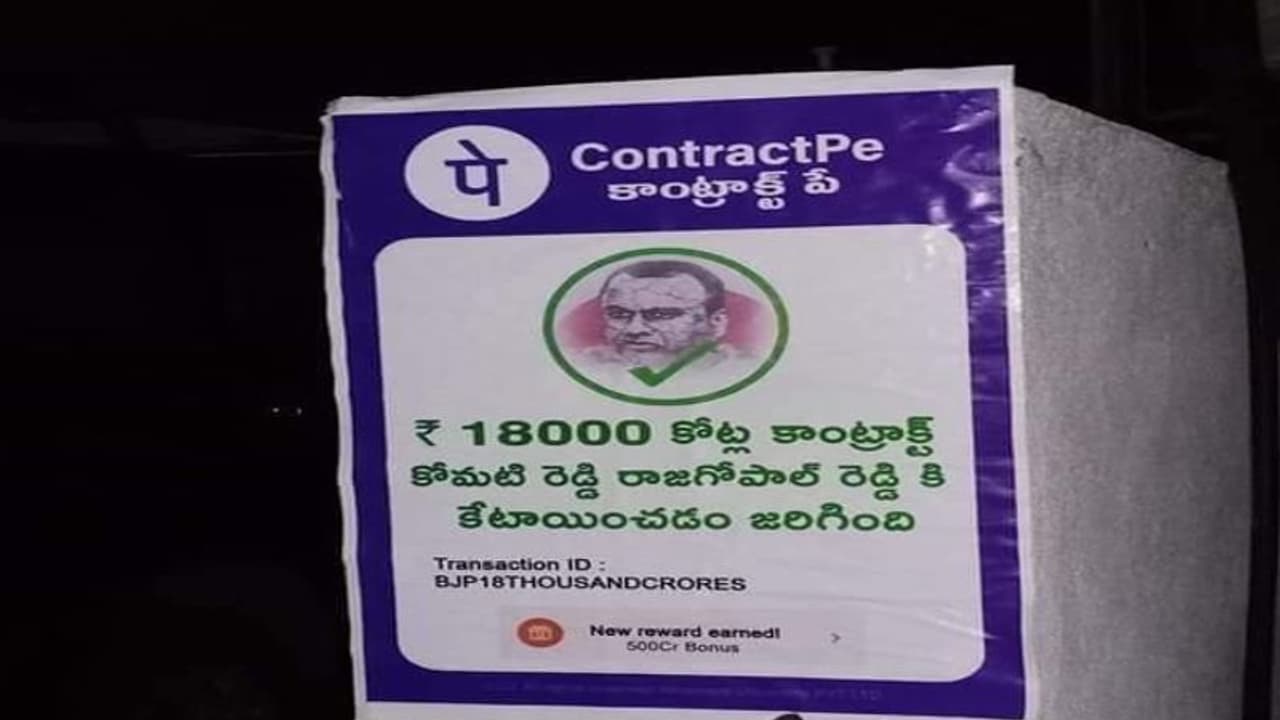 पे
ContractPe
కాంట్రాక్ట్ పే
₹ 18000 కోట్ల కాంట్రాక్ట్
కోమటి రెడ్డి రాజగోపాల్ రెడ్డి కి
కేటాయించడం జరిగింది
Transaction ID :
BJP18THOUSANDCRORES
New reward earned! >
500Cr Bonus